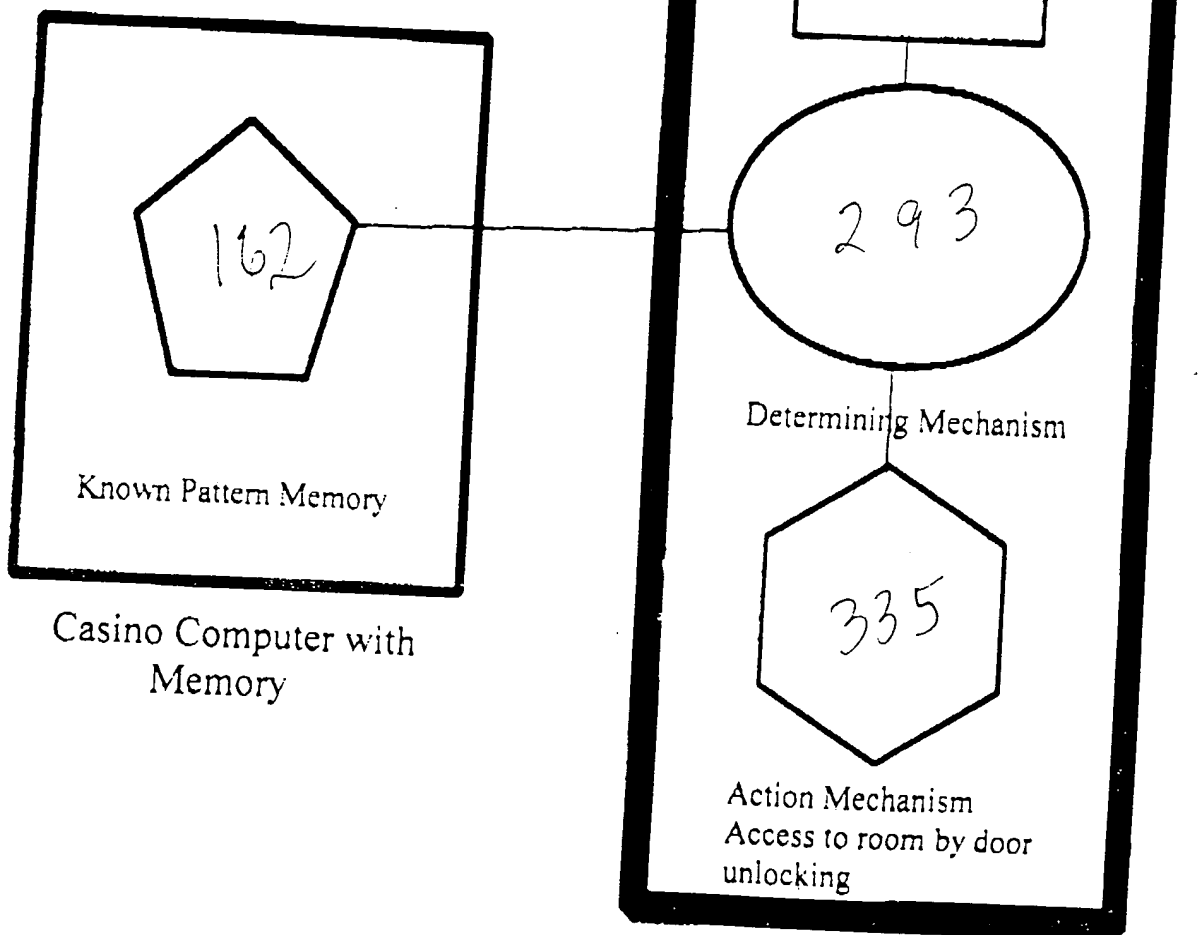 162
Known Pattern Memory
Casino Computer with
Memory
293
Determining Mechanism
335
Action Mechanism
Access to room by door
unlocking